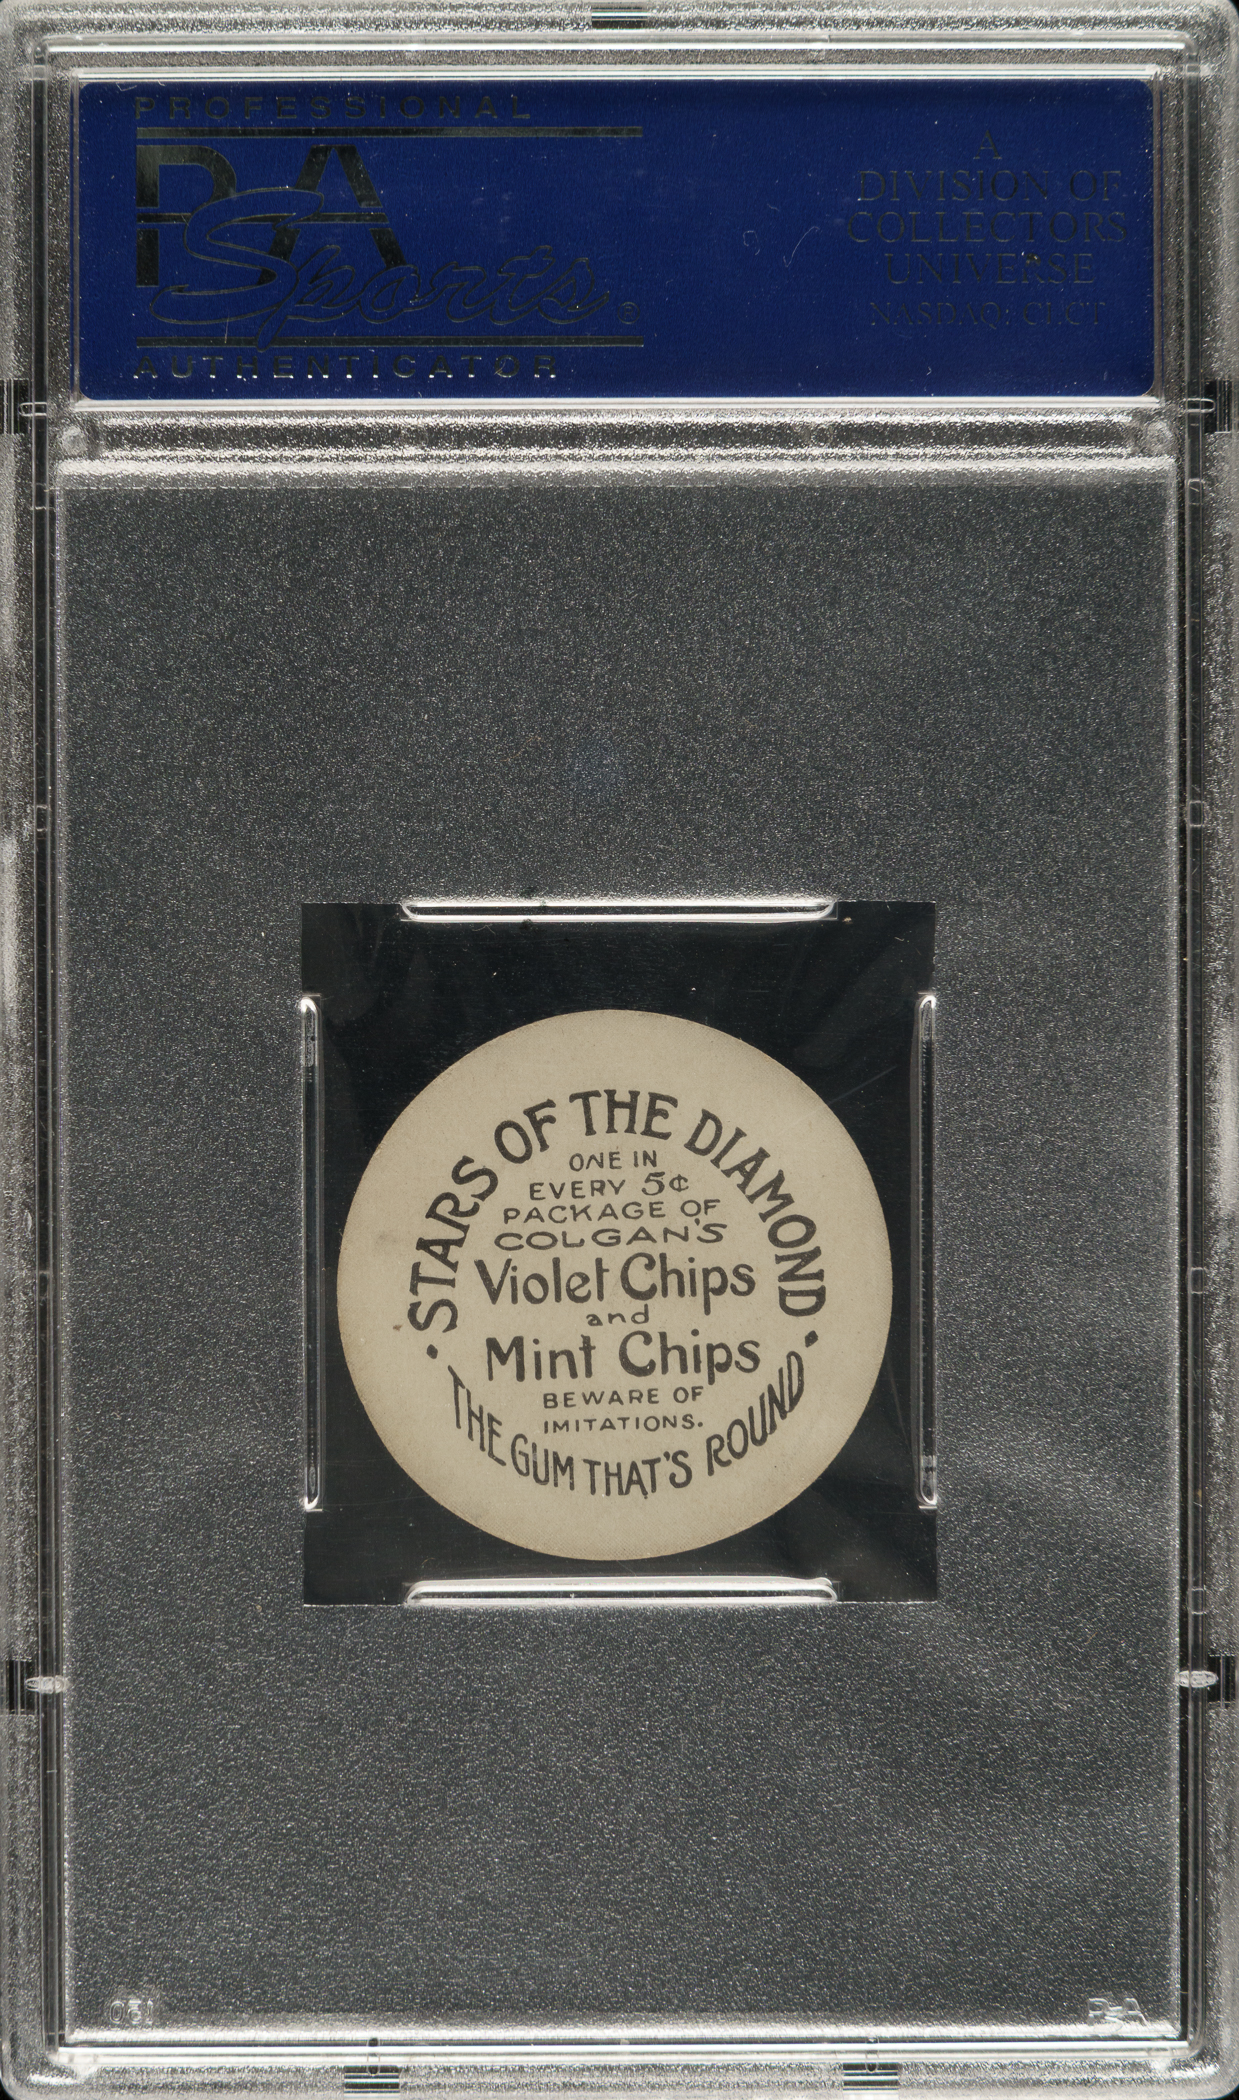 PROFESSIONAL
PSA
Sports®
AUTHENTICATOR
A
DIVISION OF
COLLECTORS
UNIVERSE
NASDAQ: CLCT
STARS OF THE DIAMOND
ONE IN
EVERY 5¢
PACKAGE OF
COLGAN'S
Violet Chips
and
Mint Chips
BEWARE OF
IMITATIONS.
THE GUM THAT'S ROUND
PSA